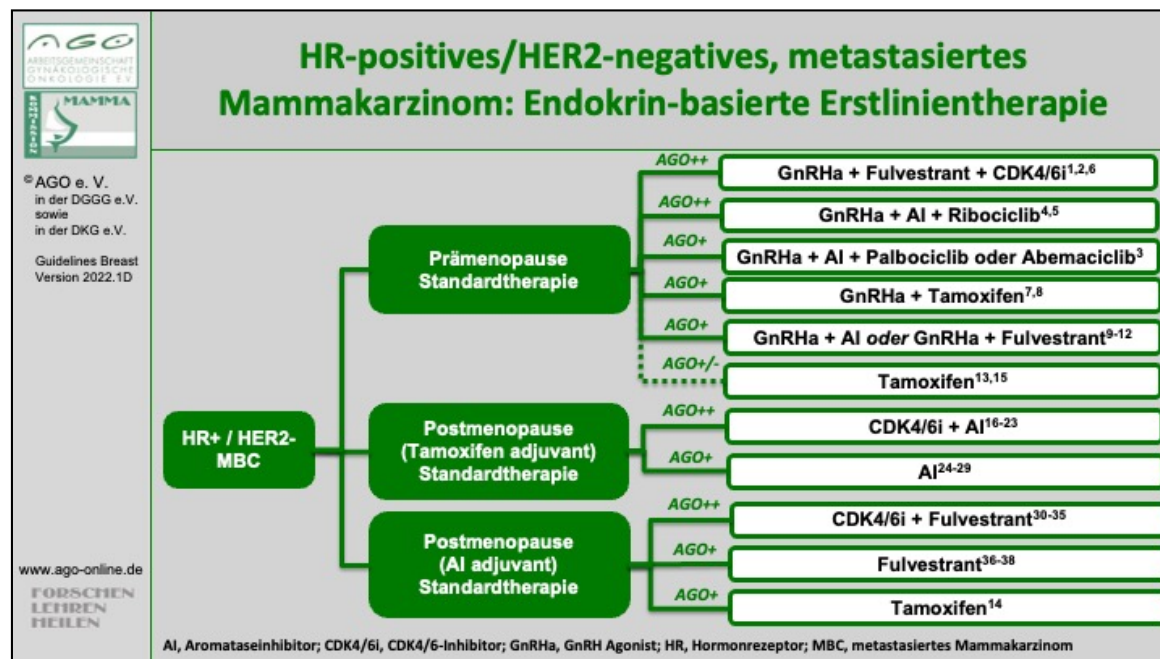 AGO
ARBEITSGEMEINSCHAFT
GYNÄKOLOGISCHE
ONKOLOGIE E.V.
KOMMISSION
MAMMA
© AGO e. V.
in der DGGG e.V.
sowie
in der DKG e.V.
Guidelines Breast
Version 2022.1D
www.ago-online.de
FORSCHEN
LEHREN
HEILEN
HR-positives/HER2-negatives, metastasiertes
Mammakarzinom: Endokrin-basierte Erstlinientherapie
HR+ / HER2-
MBC
Prämenopause
Standardtherapie
AGO++
GnRHa + Fulvestrant + CDK4/6i1,2,6
AGO++
GnRHa + AI + Ribociclib4,5
AGO+
GnRHa + AI + Palbociclib oder Abemaciclib3
AGO+
GnRHa + Tamoxifen7,8
AGO+
GnRHa + AI oder GnRHa + Fulvestrant9-12
AGO+/-
Tamoxifen13,15
Postmenopause
(Tamoxifen adjuvant)
Standardtherapie
AGO++
CDK4/6i + AI16-23
AGO+
AI24-29
Postmenopause
(AI adjuvant)
Standardtherapie
AGO++
CDK4/6i + Fulvestrant30-35
AGO+
Fulvestrant36-38
AGO+
Tamoxifen14
AI, Aromataseinhibitor; CDK4/6i, CDK4/6-Inhibitor; GnRHa, GnRH Agonist; HR, Hormonrezeptor; MBC, metastasiertes Mammakarzinom